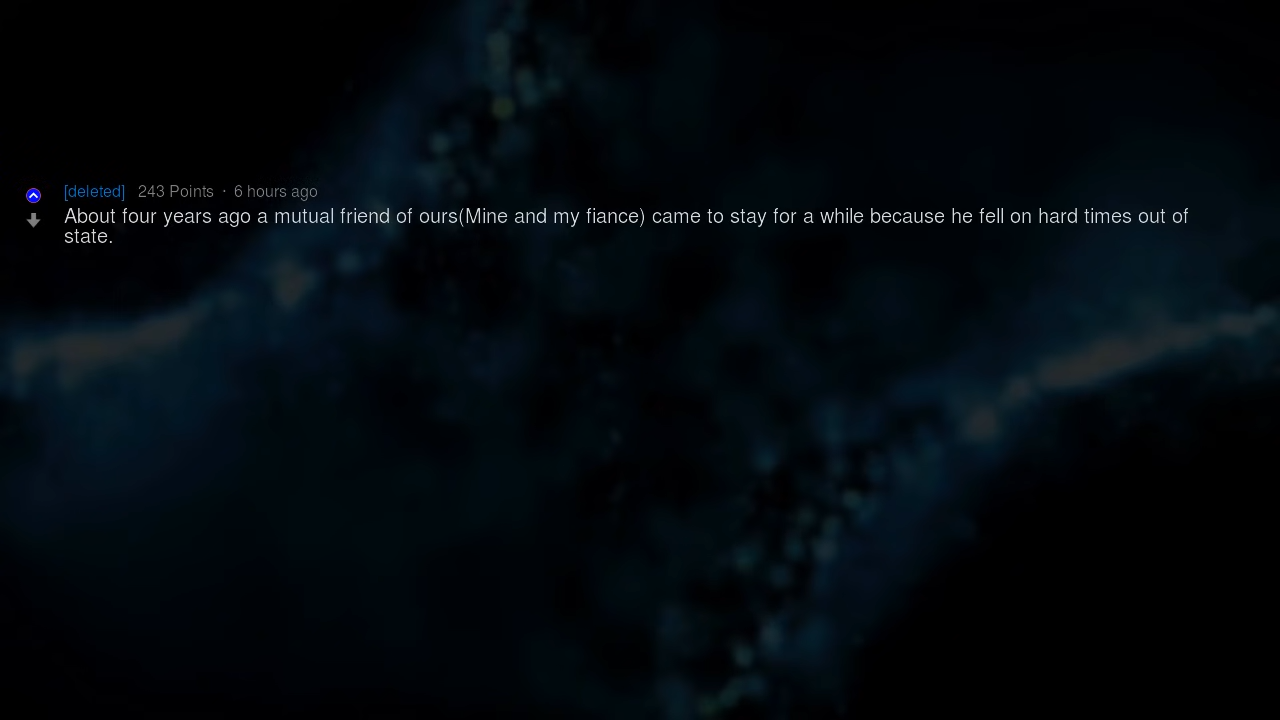 [deleted] 243 Points · 6 hours ago
About four years ago a mutual friend of ours(Mine and my fiance) came to stay for a while because he fell on hard times out of
state.